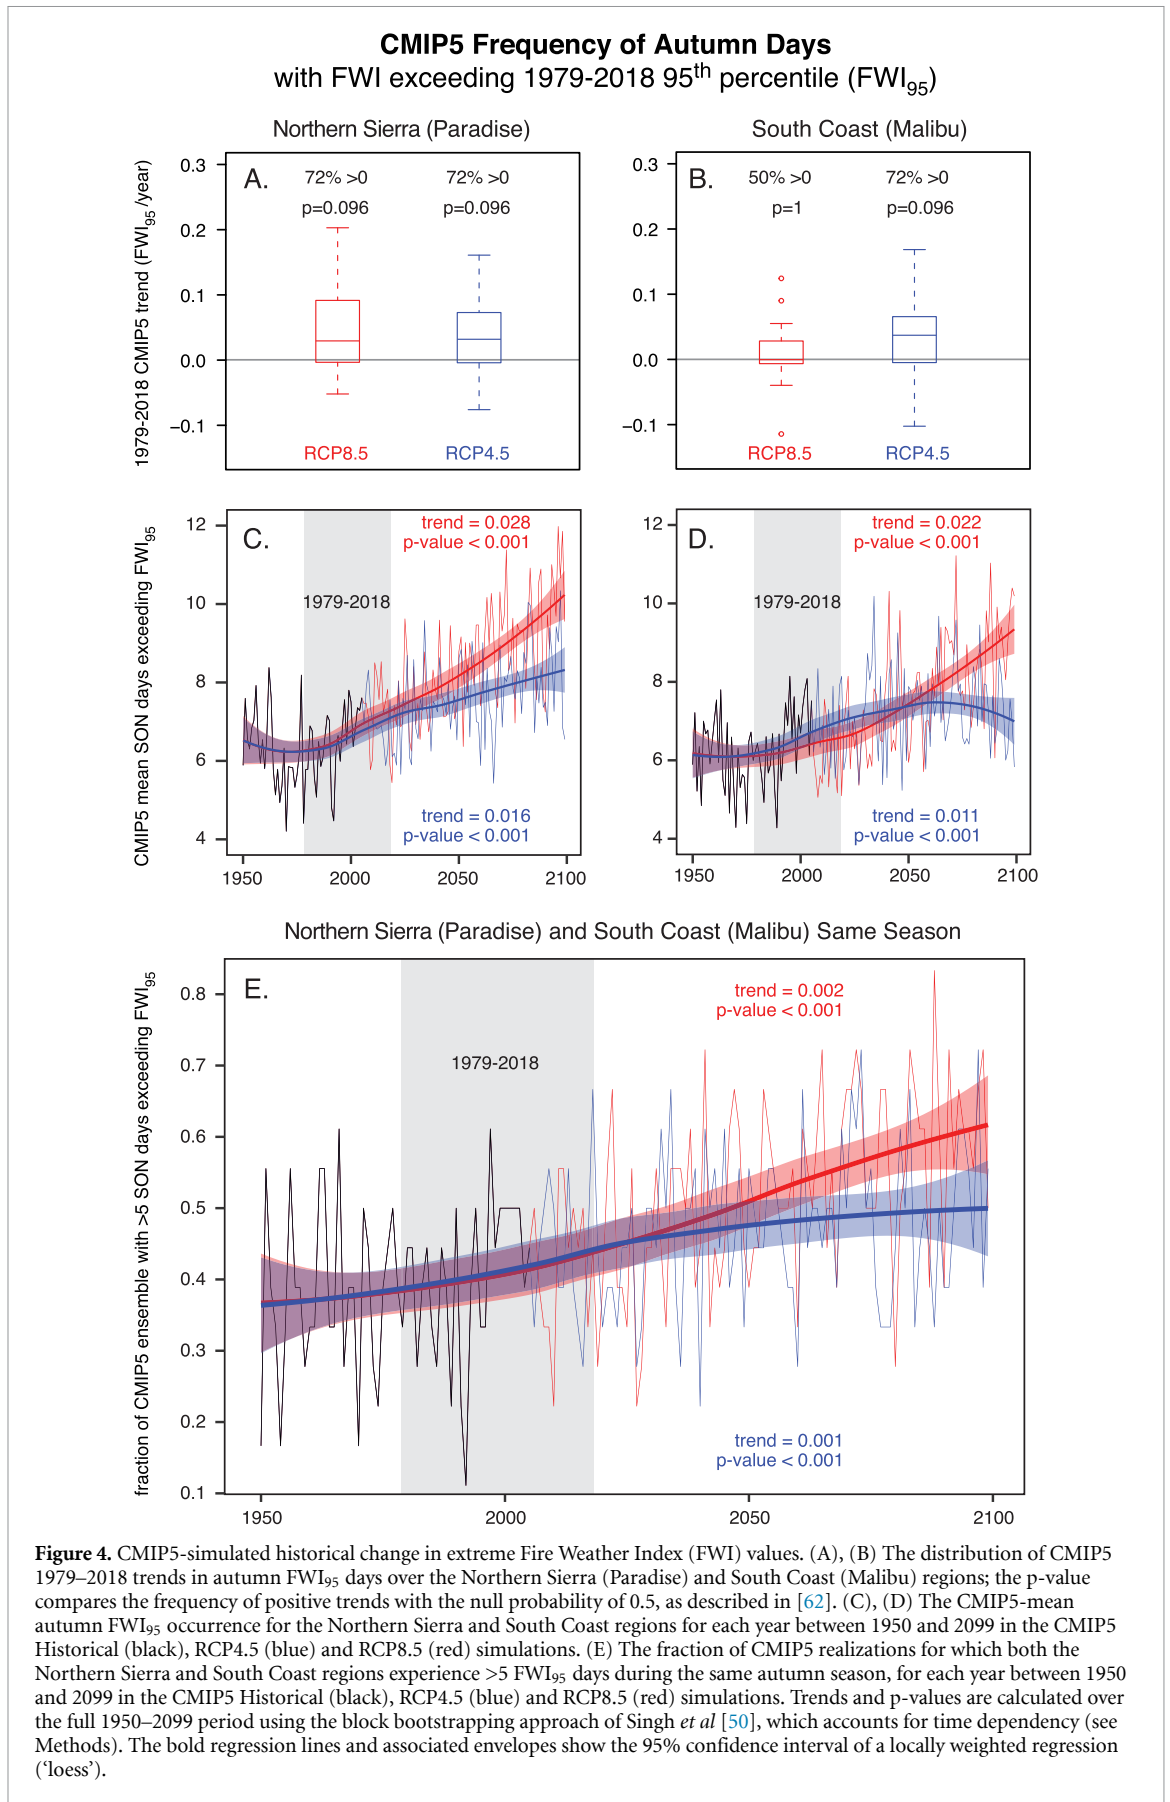 CMIP5 Frequency of Autumn Days
with FWI exceeding 1979-2018 95th percentile (FWI95)
Northern Sierra (Paradise)
South Coast (Malibu)
1979-2018 CMIP5 trend (FWI95 /year)
0.3
0.2
0.1
0.0
−0.1
A.
72% >0
72% >0
p=0.096
p=0.096
RCP8.5
RCP4.5
0.3
0.2
0.1
0.0
−0.1
B.
50% >0
72% >0
p=1
p=0.096
RCP8.5
RCP4.5
CMIP5 mean SON days exceeding FWI95
12
10
8
6
4
C.
trend = 0.028
p-value < 0.001
1979-2018
trend = 0.016
p-value < 0.001
1950
2000
2050
2100
12
10
8
6
4
D.
trend = 0.022
p-value < 0.001
1979-2018
trend = 0.011
p-value < 0.001
1950
2000
2050
2100
Northern Sierra (Paradise) and South Coast (Malibu) Same Season
fraction of CMIP5 ensemble with >5 SON days exceeding FWI95
0.8
0.7
0.6
0.5
0.4
0.3
0.2
0.1
E.
trend = 0.002
p-value < 0.001
1979-2018
trend = 0.001
p-value < 0.001
1950
2000
2050
2100
Figure 4. CMIP5-simulated historical change in extreme Fire Weather Index (FWI) values. (A), (B) The distribution of CMIP5
1979–2018 trends in autumn FWI95 days over the Northern Sierra (Paradise) and South Coast (Malibu) regions; the p-value
compares the frequency of positive trends with the null probability of 0.5, as described in [62]. (C), (D) The CMIP5-mean
autumn FWI95 occurrence for the Northern Sierra and South Coast regions for each year between 1950 and 2099 in the CMIP5
Historical (black), RCP4.5 (blue) and RCP8.5 (red) simulations. (E) The fraction of CMIP5 realizations for which both the
Northern Sierra and South Coast regions experience >5 FWI95 days during the same autumn season, for each year between 1950
and 2099 in the CMIP5 Historical (black), RCP4.5 (blue) and RCP8.5 (red) simulations. Trends and p-values are calculated over
the full 1950–2099 period using the block bootstrapping approach of Singh et al [50], which accounts for time dependency (see
Methods). The bold regression lines and associated envelopes show the 95% confidence interval of a locally weighted regression
(‘loess’).